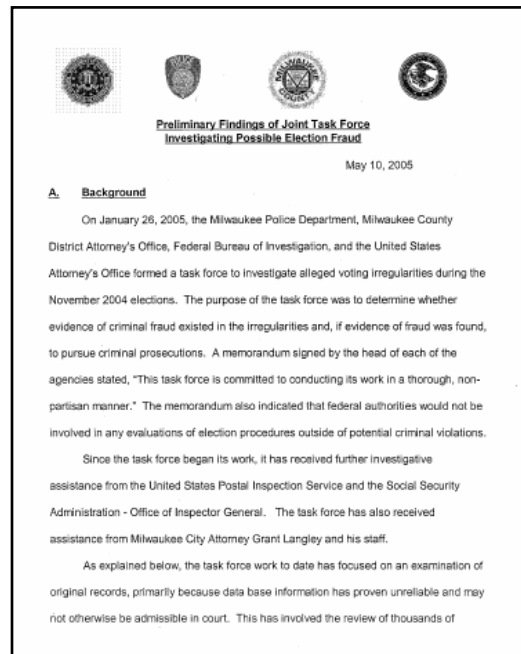 MILWAUKEE
COUNTY
Preliminary Findings of Joint Task Force
Investigating Possible Election Fraud
May 10, 2005
A. Background
On January 26, 2005, the Milwaukee Police Department, Milwaukee County
District Attorney's Office, Federal Bureau of Investigation, and the United States
Attorney's Office formed a task force to investigate alleged voting irregularities during the
November 2004 elections. The purpose of the task force was to determine whether
evidence of criminal fraud existed in the irregularities and, if evidence of fraud was found,
to pursue criminal prosecutions. A memorandum signed by the head of each of the
agencies stated, "This task force is committed to conducting its work in a thorough, non-
partisan manner." The memorandum also indicated that federal authorities would not be
involved in any evaluations of election procedures outside of potential criminal violations.
Since the task force began its work, it has received further investigative
assistance from the United States Postal Inspection Service and the Social Security
Administration - Office of Inspector General. The task force has also received
assistance from Milwaukee City Attorney Grant Langley and his staff.
As explained below, the task force work to date has focused on an examination of
original records, primarily because data base information has proven unreliable and may
not otherwise be admissible in court. This has involved the review of thousands of